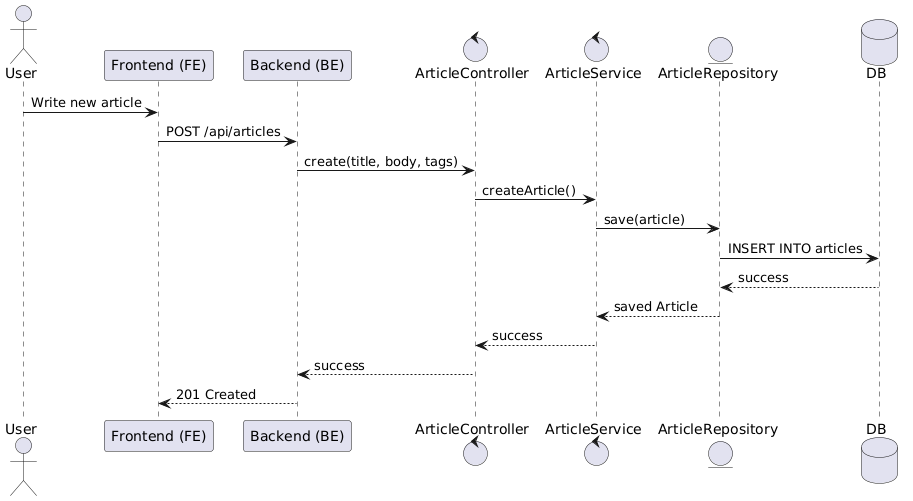 User
Frontend (FE)
Backend (BE)
ArticleController
ArticleService
ArticleRepository
DB
Write new article
POST /api/articles
create(title, body, tags)
createArticle()
save(article)
INSERT INTO articles
success
saved Article
success
success
201 Created
User
Frontend (FE)
Backend (BE)
ArticleController
ArticleService
ArticleRepository
DB